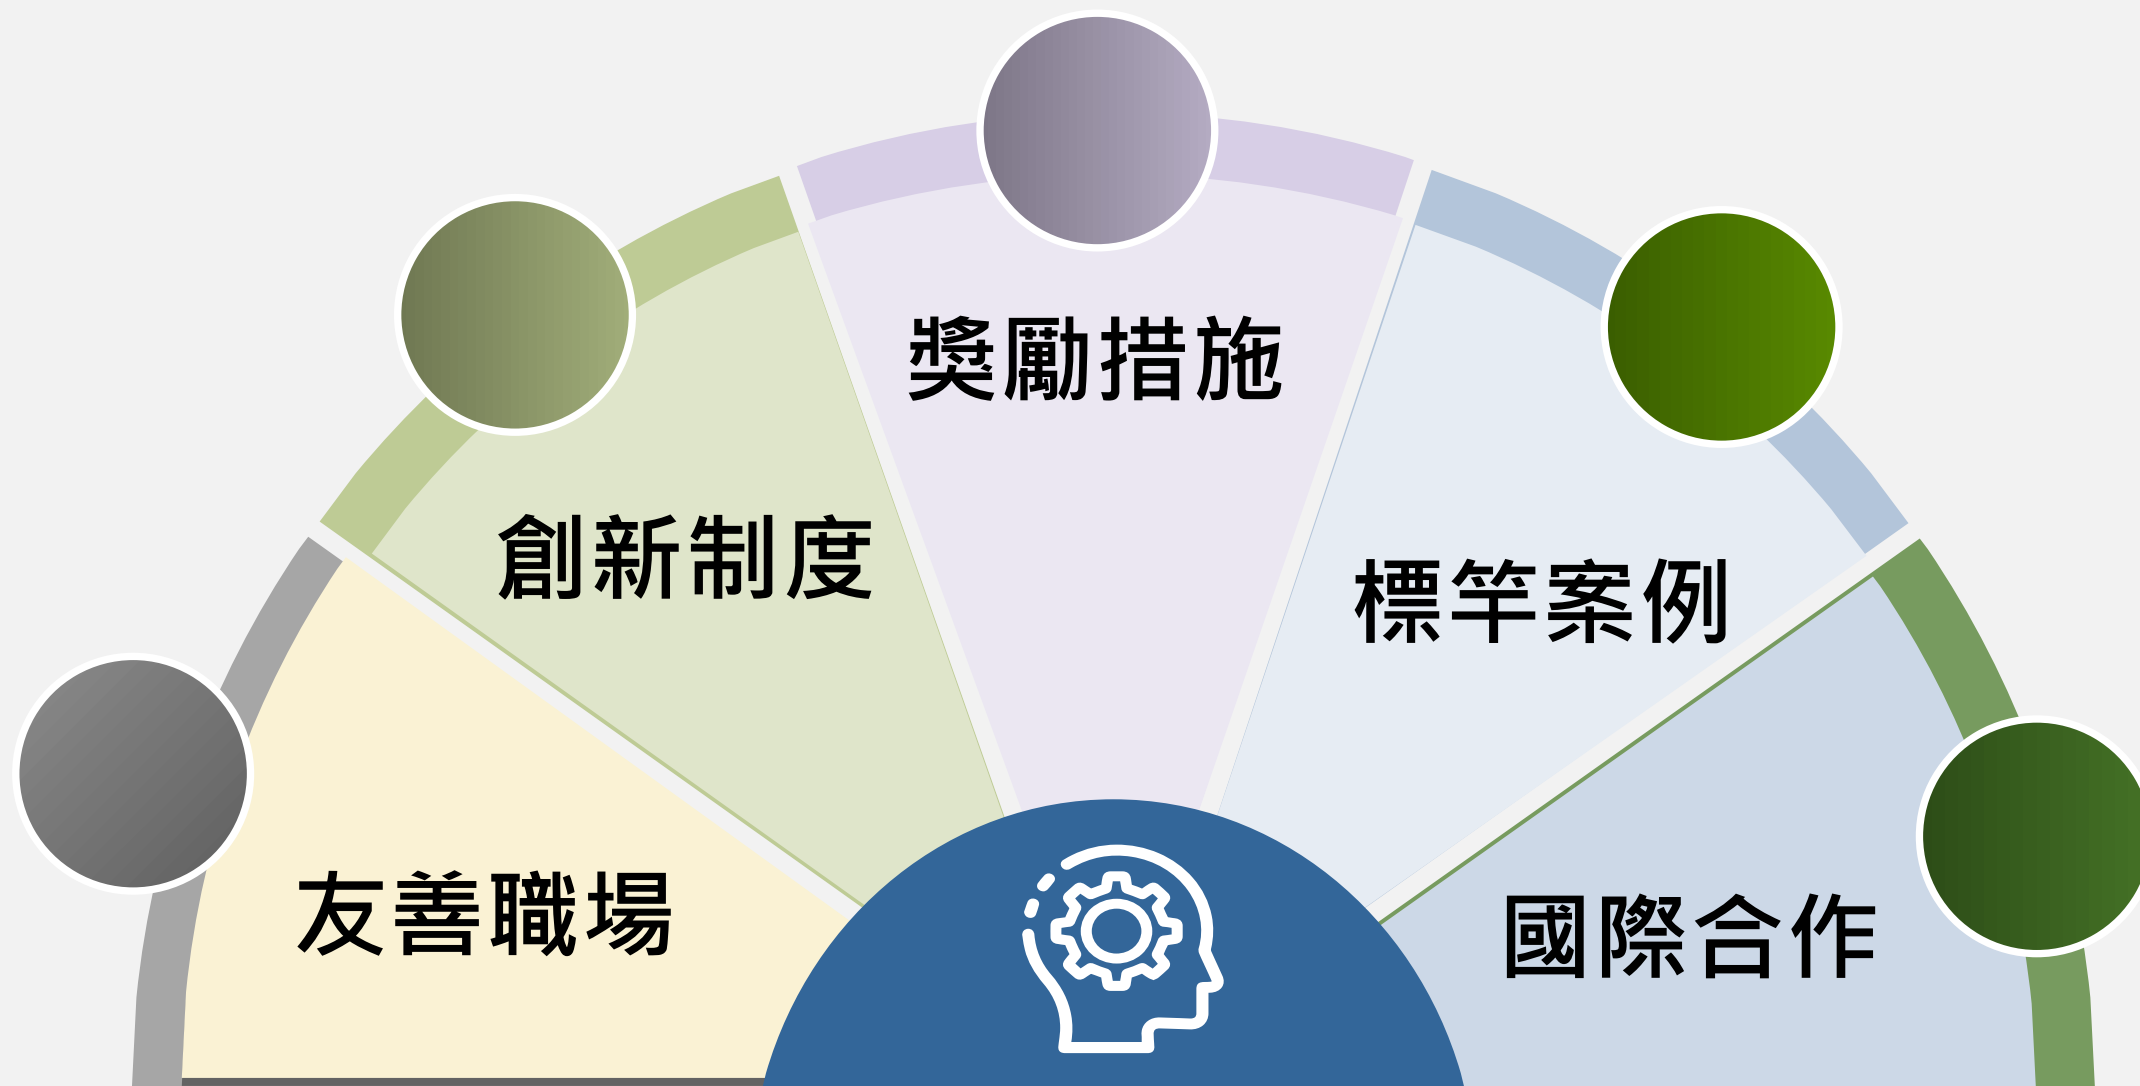 友善職場
創新制度
獎勵措施
標竿案例
國際合作